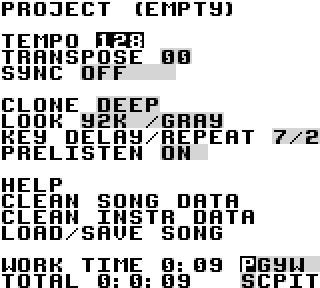 PROJECT (EMPTY)
TEMPO 128
TRANSPOSE 00
SYNC OFF
CLONE DEEP
LOOK Y2K /GRAY
KEY DELAY/REPEAT 7/2
PRELISTEN ON
HELP
CLEAN SONG DATA
CLEAN INSTR DATA
LOAD/SAVE SONG
WORK TIME 0:09 PGYW
TOTAL 0:0:09 SCPIT